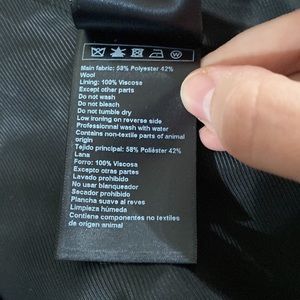 Main fabric: 58% Polyester 42%
Wool
Lining: 100% Viscosa
Except other parts
Do not wash
Do not bleach
Do not tumble dry
Low ironing on reverse side
Professionnal wash with water
Contains non-textile parts of animal
origin
Tejido principal: 58% Poliéster 42%
Lana
Forro: 100% Viscosa
Excepto otras partes
Lavado prohibido
No usar blanqueador
Secador prohibido
Plancha suave al reves
Limpieza húmeda
Contiene componentes no textiles
de origen animal